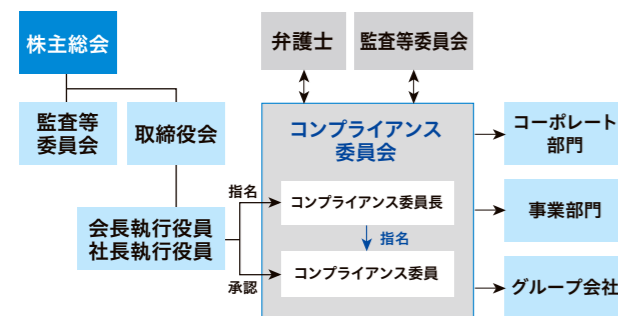 株主総会
弁護士
監査等委員会
監査等
委員会
取締役会
コンプライアンス
委員会
コーポレート
部門
指名
コンプライアンス委員長
事業部門
会長執行役員
社長執行役員
指名
コンプライアンス委員
承認
グループ会社